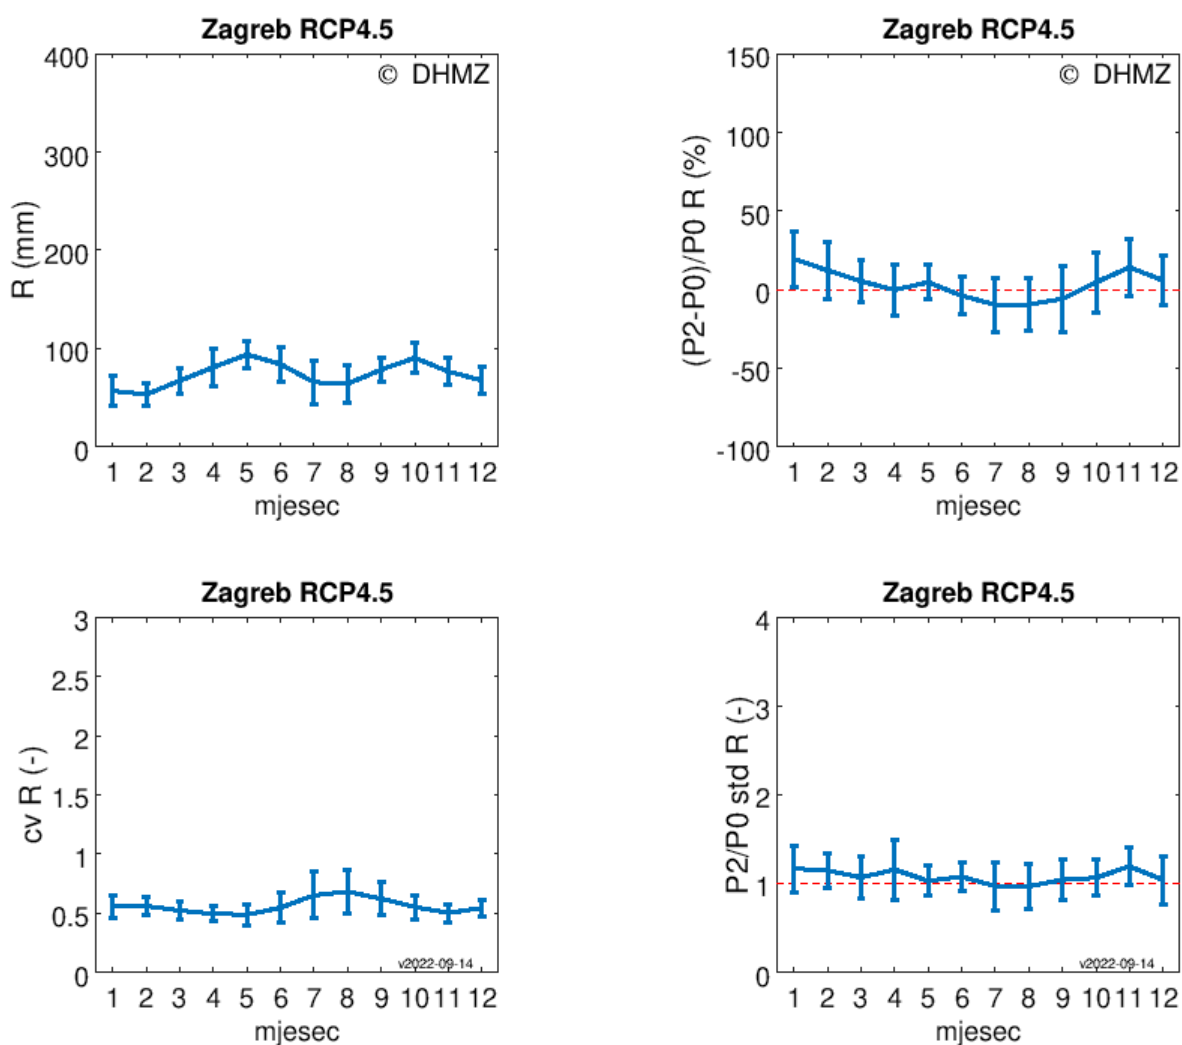 Zagreb RCP4.5
© DHMZ
400
300
200
100
0
R (mm)
1 2 3 4 5 6 7 8 9 10 11 12
mjesec
Zagreb RCP4.5
© DHMZ
150
100
50
0
-50
-100
(P2-P0)/P0 R (%)
1 2 3 4 5 6 7 8 9 10 11 12
mjesec
Zagreb RCP4.5
3
2.5
2
1.5
1
0.5
0
cv R (-)
v2022-09-14
1 2 3 4 5 6 7 8 9 10 11 12
mjesec
Zagreb RCP4.5
4
3
2
1
0
P2/P0 std R (-)
v2022-09-14
1 2 3 4 5 6 7 8 9 10 11 12
mjesec